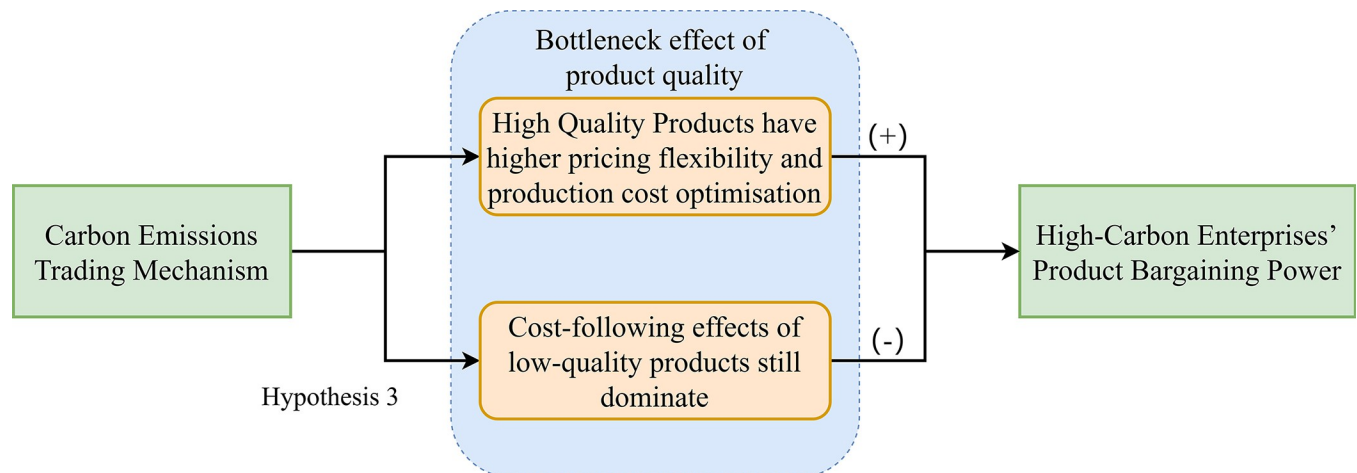 Bottleneck effect of
product quality
High Quality Products have
higher pricing flexibility and
production cost optimisation
(+)
Carbon Emissions
Trading Mechanism
High-Carbon Enterprises’
Product Bargaining Power
Cost-following effects of
low-quality products still
dominate
(-)
Hypothesis 3